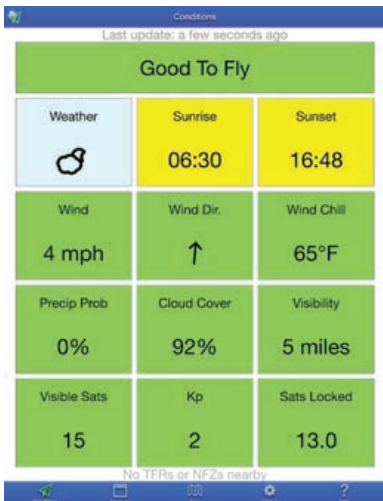 Conditions
Last update: a few seconds ago
Good To Fly
Weather Sunrise Sunset
06:30 16:48
Wind Wind Dir. Wind Chill
4 mph ↑ 65°F
Precip Prob Cloud Cover Visibility
0% 92% 5 miles
Visible Sats Kp Sats Locked
15 2 13.0
No TFRs or NFZs nearby
?